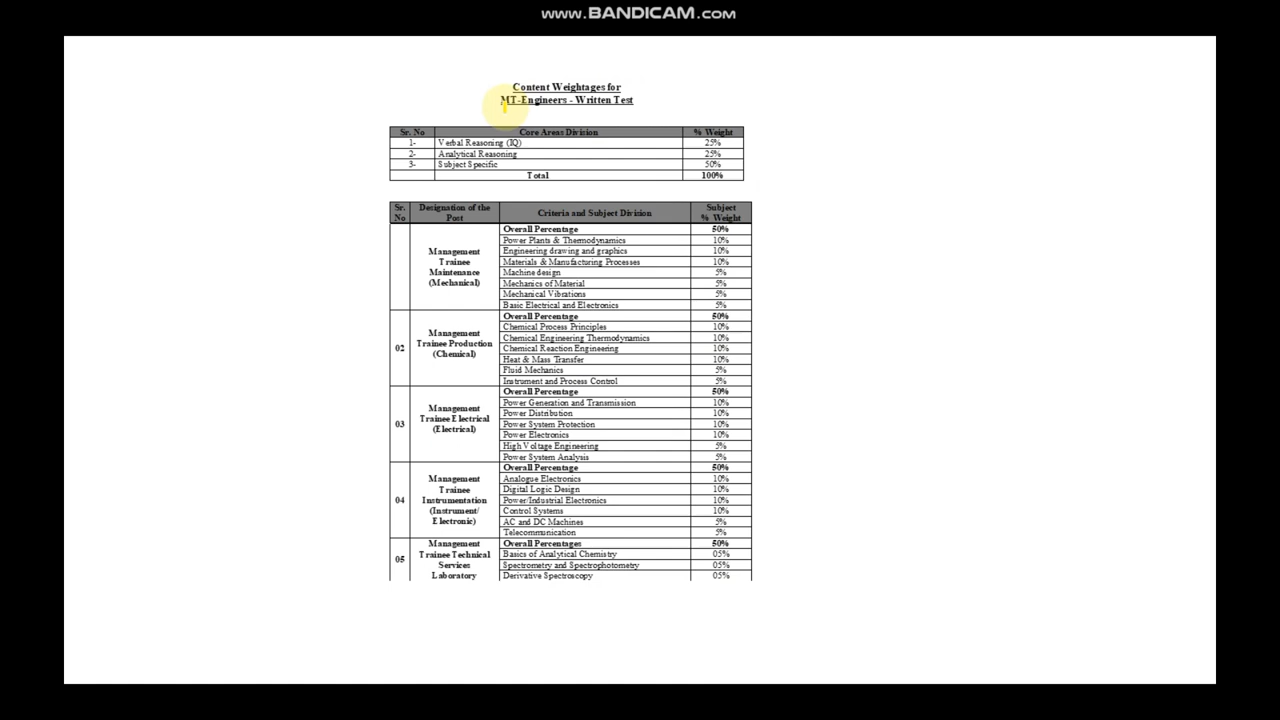 www.BANDICAM.com
Content Weightages for
MT-Engineers - Written Test
Sr. No Core Areas Division % Weight
1- Verbal Reasoning (IQ) 25%
2- Analytical Reasoning 25%
3- Subject Specific 50%
Total 100%
Sr. No Designation of the Post Criteria and Subject Division Subject % Weight
Management Trainee Maintenance (Mechanical)
Overall Percentage 50%
Power Plants & Thermodynamics 10%
Engineering drawing and graphics 10%
Materials & Manufacturing Processes 10%
Machine design 5%
Mechanics of Material 5%
Mechanical Vibrations 5%
Basic Electrical and Electronics 5%
02 Management Trainee Production (Chemical)
Overall Percentage 50%
Chemical Process Principles 10%
Chemical Engineering Thermodynamics 10%
Chemical Reaction Engineering 10%
Heat & Mass Transfer 10%
Fluid Mechanics 5%
Instrument and Process Control 5%
03 Management Trainee Electrical (Electrical)
Overall Percentage 50%
Power Generation and Transmission 10%
Power Distribution 10%
Power System Protection 10%
Power Electronics 10%
High Voltage Engineering 5%
Power System Analysis 5%
04 Management Trainee Instrumentation (Instrument/ Electronic)
Overall Percentage 50%
Analogue Electronics 10%
Digital Logic Design 10%
Power/Industrial Electronics 10%
Control Systems 10%
AC and DC Machines 5%
Telecommunication 5%
05 Management Trainee Technical Services Laboratory
Overall Percentages 50%
Basics of Analytical Chemistry 05%
Spectrometry and Spectrophotometry 05%
Derivative Spectroscopy 05%